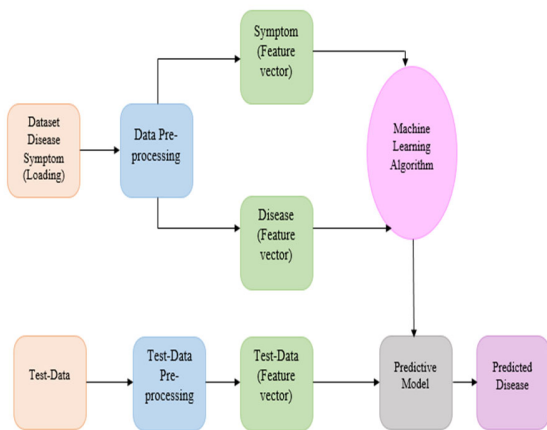 Symptom
(Feature
vector)
Dataset
Disease
Symptom
(Loading)
Data Pre-
processing
Machine
Learning
Algorithm
Disease
(Feature
vector)
Test-Data
Test-Data
Pre-
processing
Test-Data
(Feature
vector)
Predictive
Model
Predicted
Disease